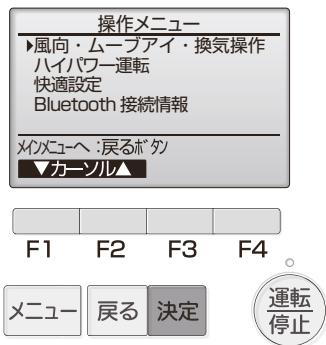 操作メニュー
▶風向・ムーブアイ・換気操作
ハイパワー運転
快適設定
Bluetooth 接続情報
ﾒｲﾝﾒﾆｭｰへ :戻るﾎﾞﾀﾝ
▼カーソル▲
F1 F2 F3 F4
メニュー 戻る 決定 運転
停止